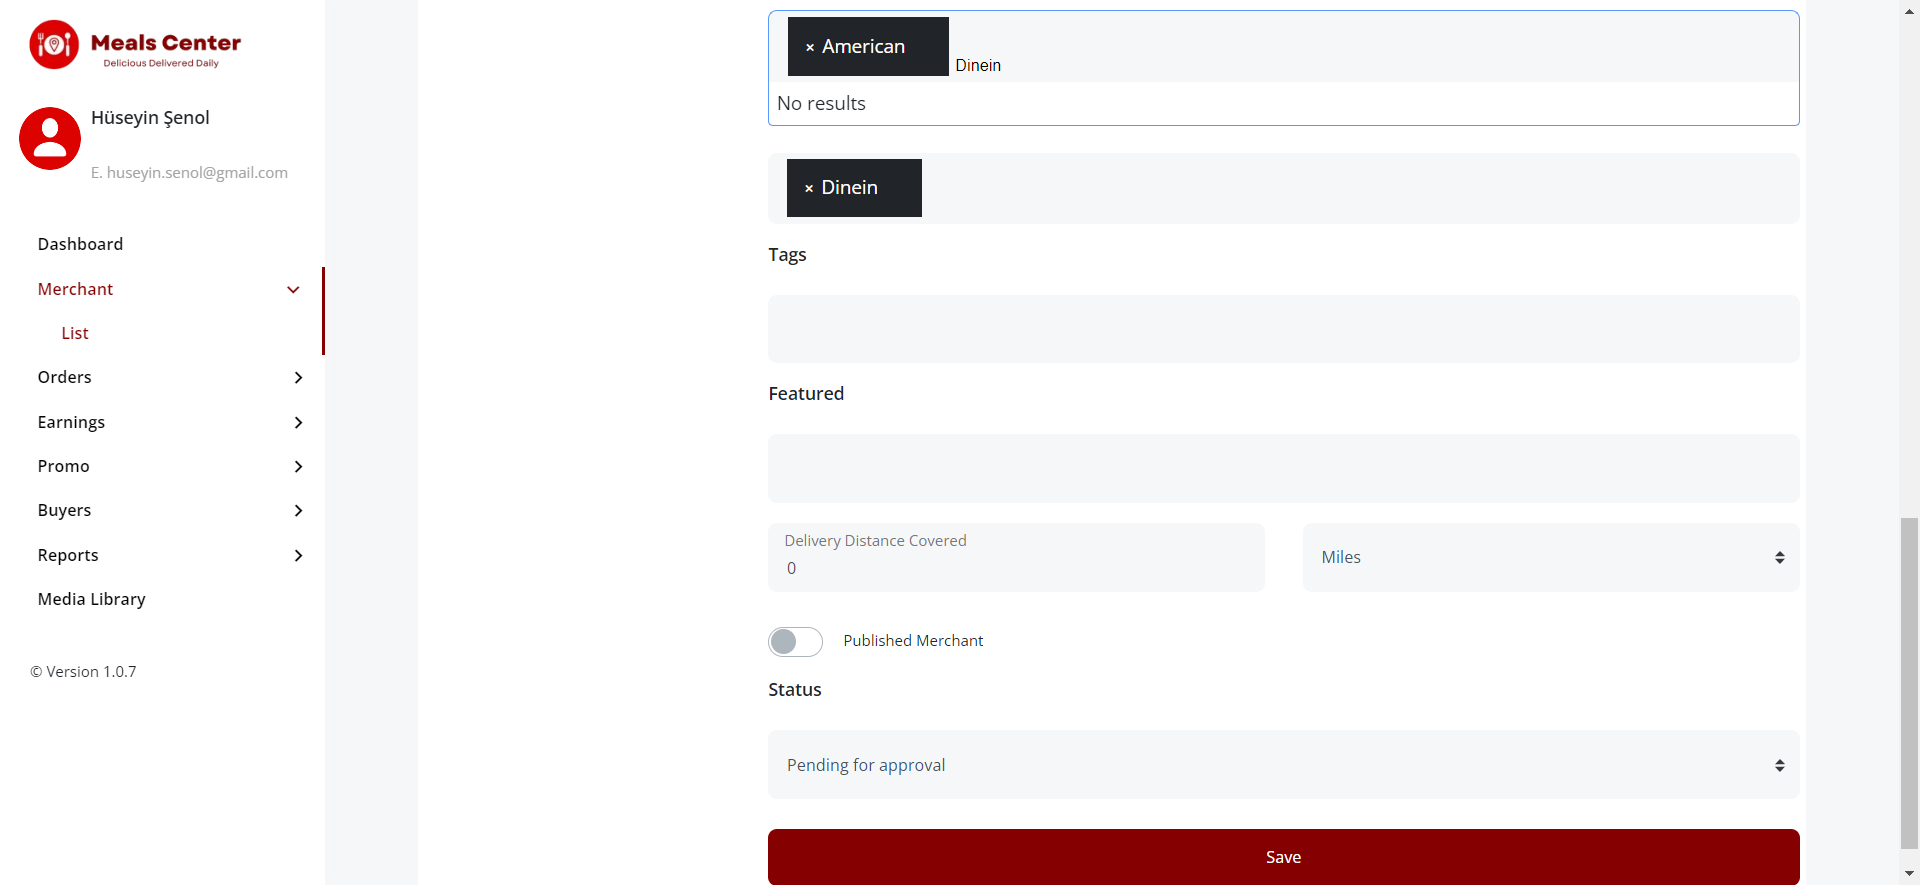 Meals Center
Delicious Delivered Daily
Hüseyin Şenol
E. huseyin.senol@gmail.com
Dashboard
Merchant
List
Orders
Earnings
Promo
Buyers
Reports
Media Library
© Version 1.0.7
× American
Dinein
No results
× Dinein
Tags
Featured
Delivery Distance Covered
0
Miles
Published Merchant
Status
Pending for approval
Save